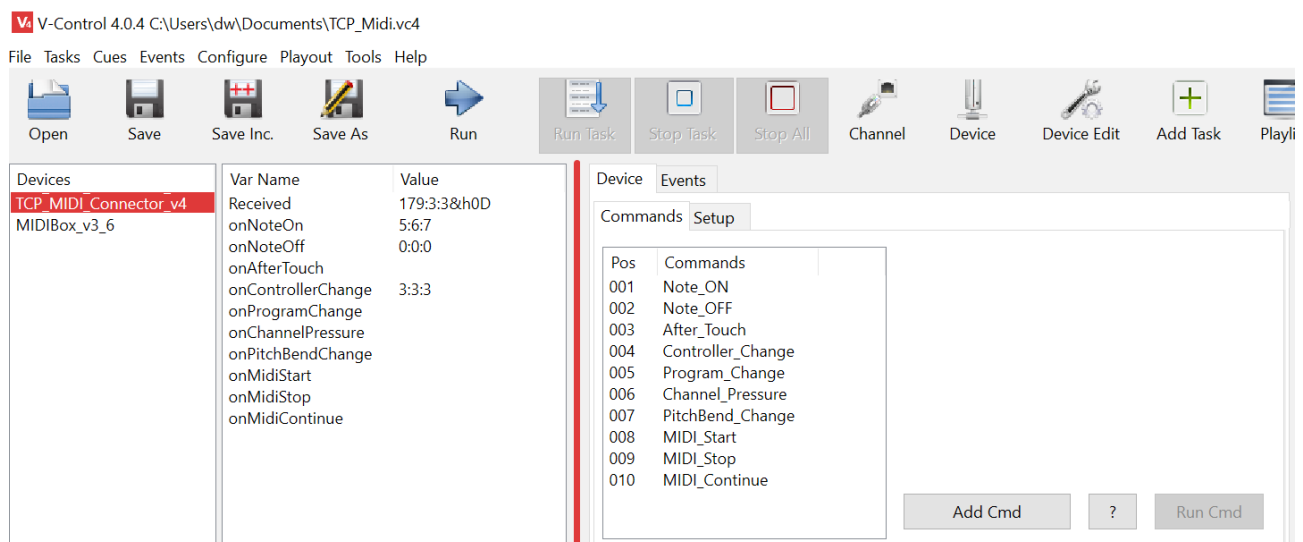 V4 V-Control 4.0.4 C:\Users\dw\Documents\TCP_Midi.vc4
File Tasks Cues Events Configure Playout Tools Help
Open Save Save Inc. Save As Run Run Task Stop Task Stop All Channel Device Device Edit Add Task Playli
Devices
TCP_MIDI_Connector_v4
MIDIBox_v3_6
Var Name Value
Received 179:3:3&h0D
onNoteOn 5:6:7
onNoteOff 0:0:0
onAfterTouch
onControllerChange 3:3:3
onProgramChange
onChannelPressure
onPitchBendChange
onMidiStart
onMidiStop
onMidiContinue
Device Events
Commands Setup
Pos Commands
001 Note_ON
002 Note_OFF
003 After_Touch
004 Controller_Change
005 Program_Change
006 Channel_Pressure
007 PitchBend_Change
008 MIDI_Start
009 MIDI_Stop
010 MIDI_Continue
Add Cmd ? Run Cmd